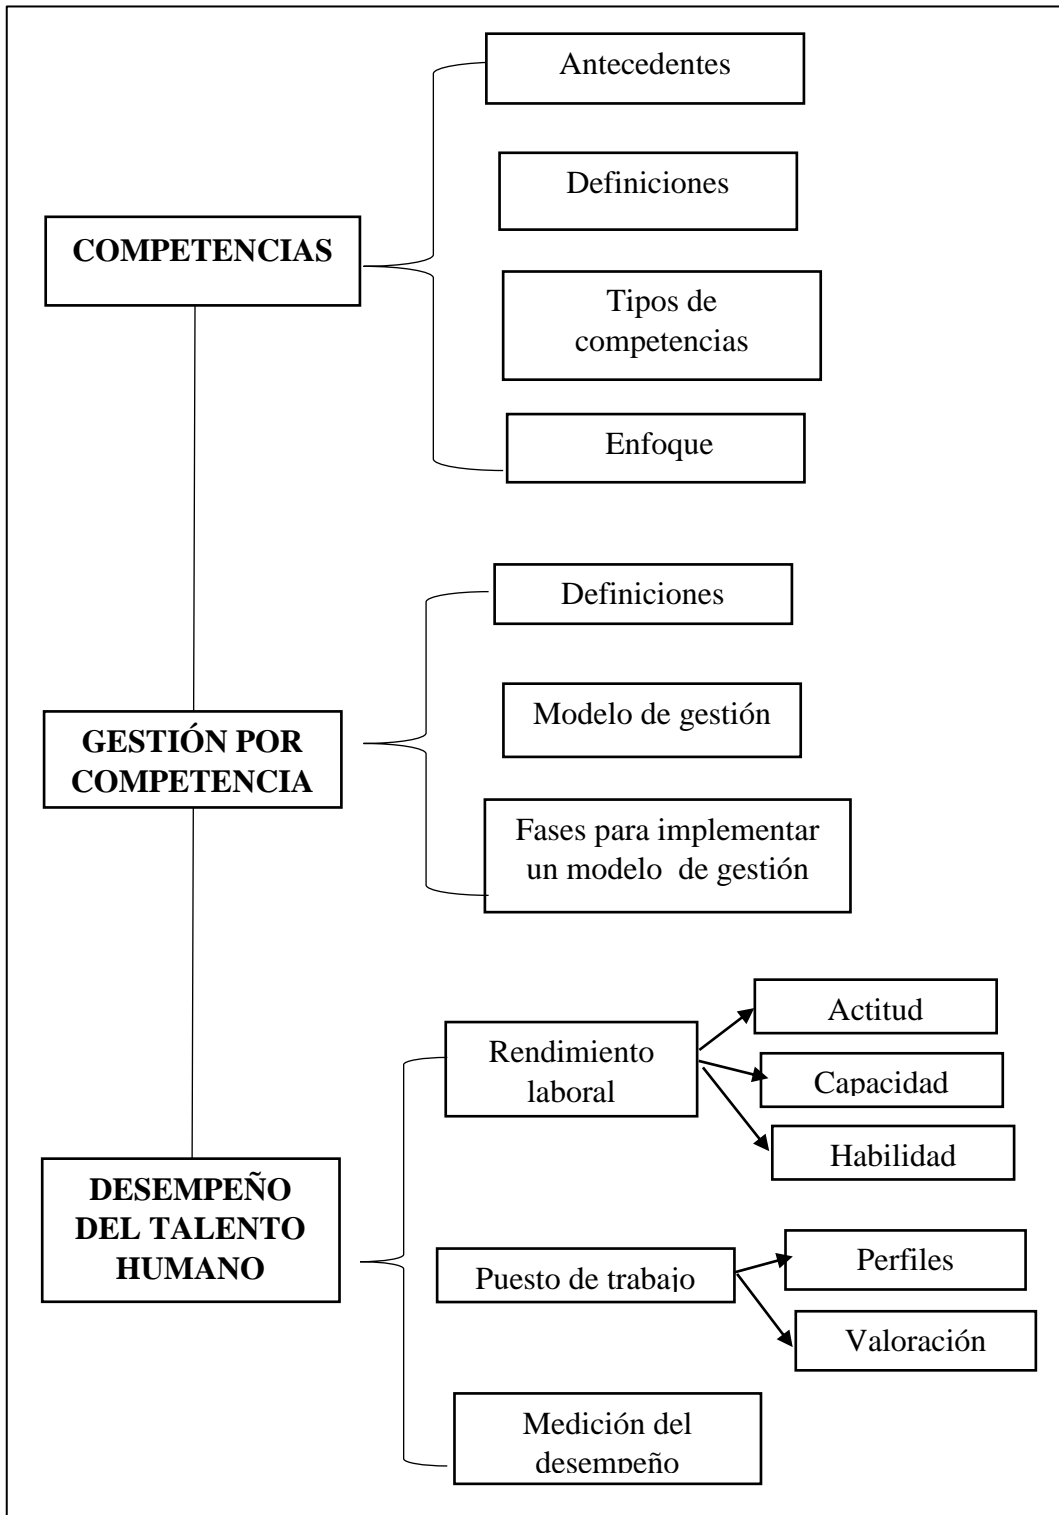 Antecedentes
Definiciones
COMPETENCIAS
Tipos de
competencias
Enfoque
Definiciones
Modelo de gestión
GESTIÓN POR
COMPETENCIA
Fases para implementar
un modelo de gestión
Actitud
Rendimiento
laboral
Capacidad
Habilidad
DESEMPEÑO
DEL TALENTO
HUMANO
Puesto de trabajo
Perfiles
Valoración
Medición del
desempeño